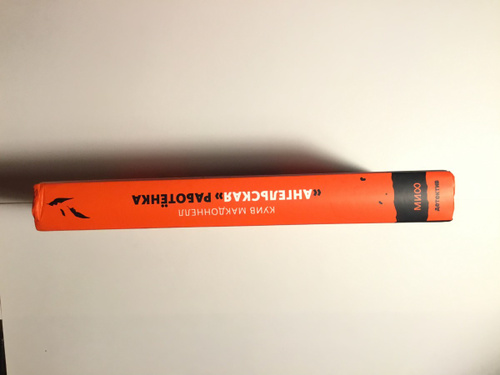 КУИВ МАКДОННЕЛЛ
«АНГЕЛЬСКАЯ» РАБОТЁНКА
МИФ
детектив